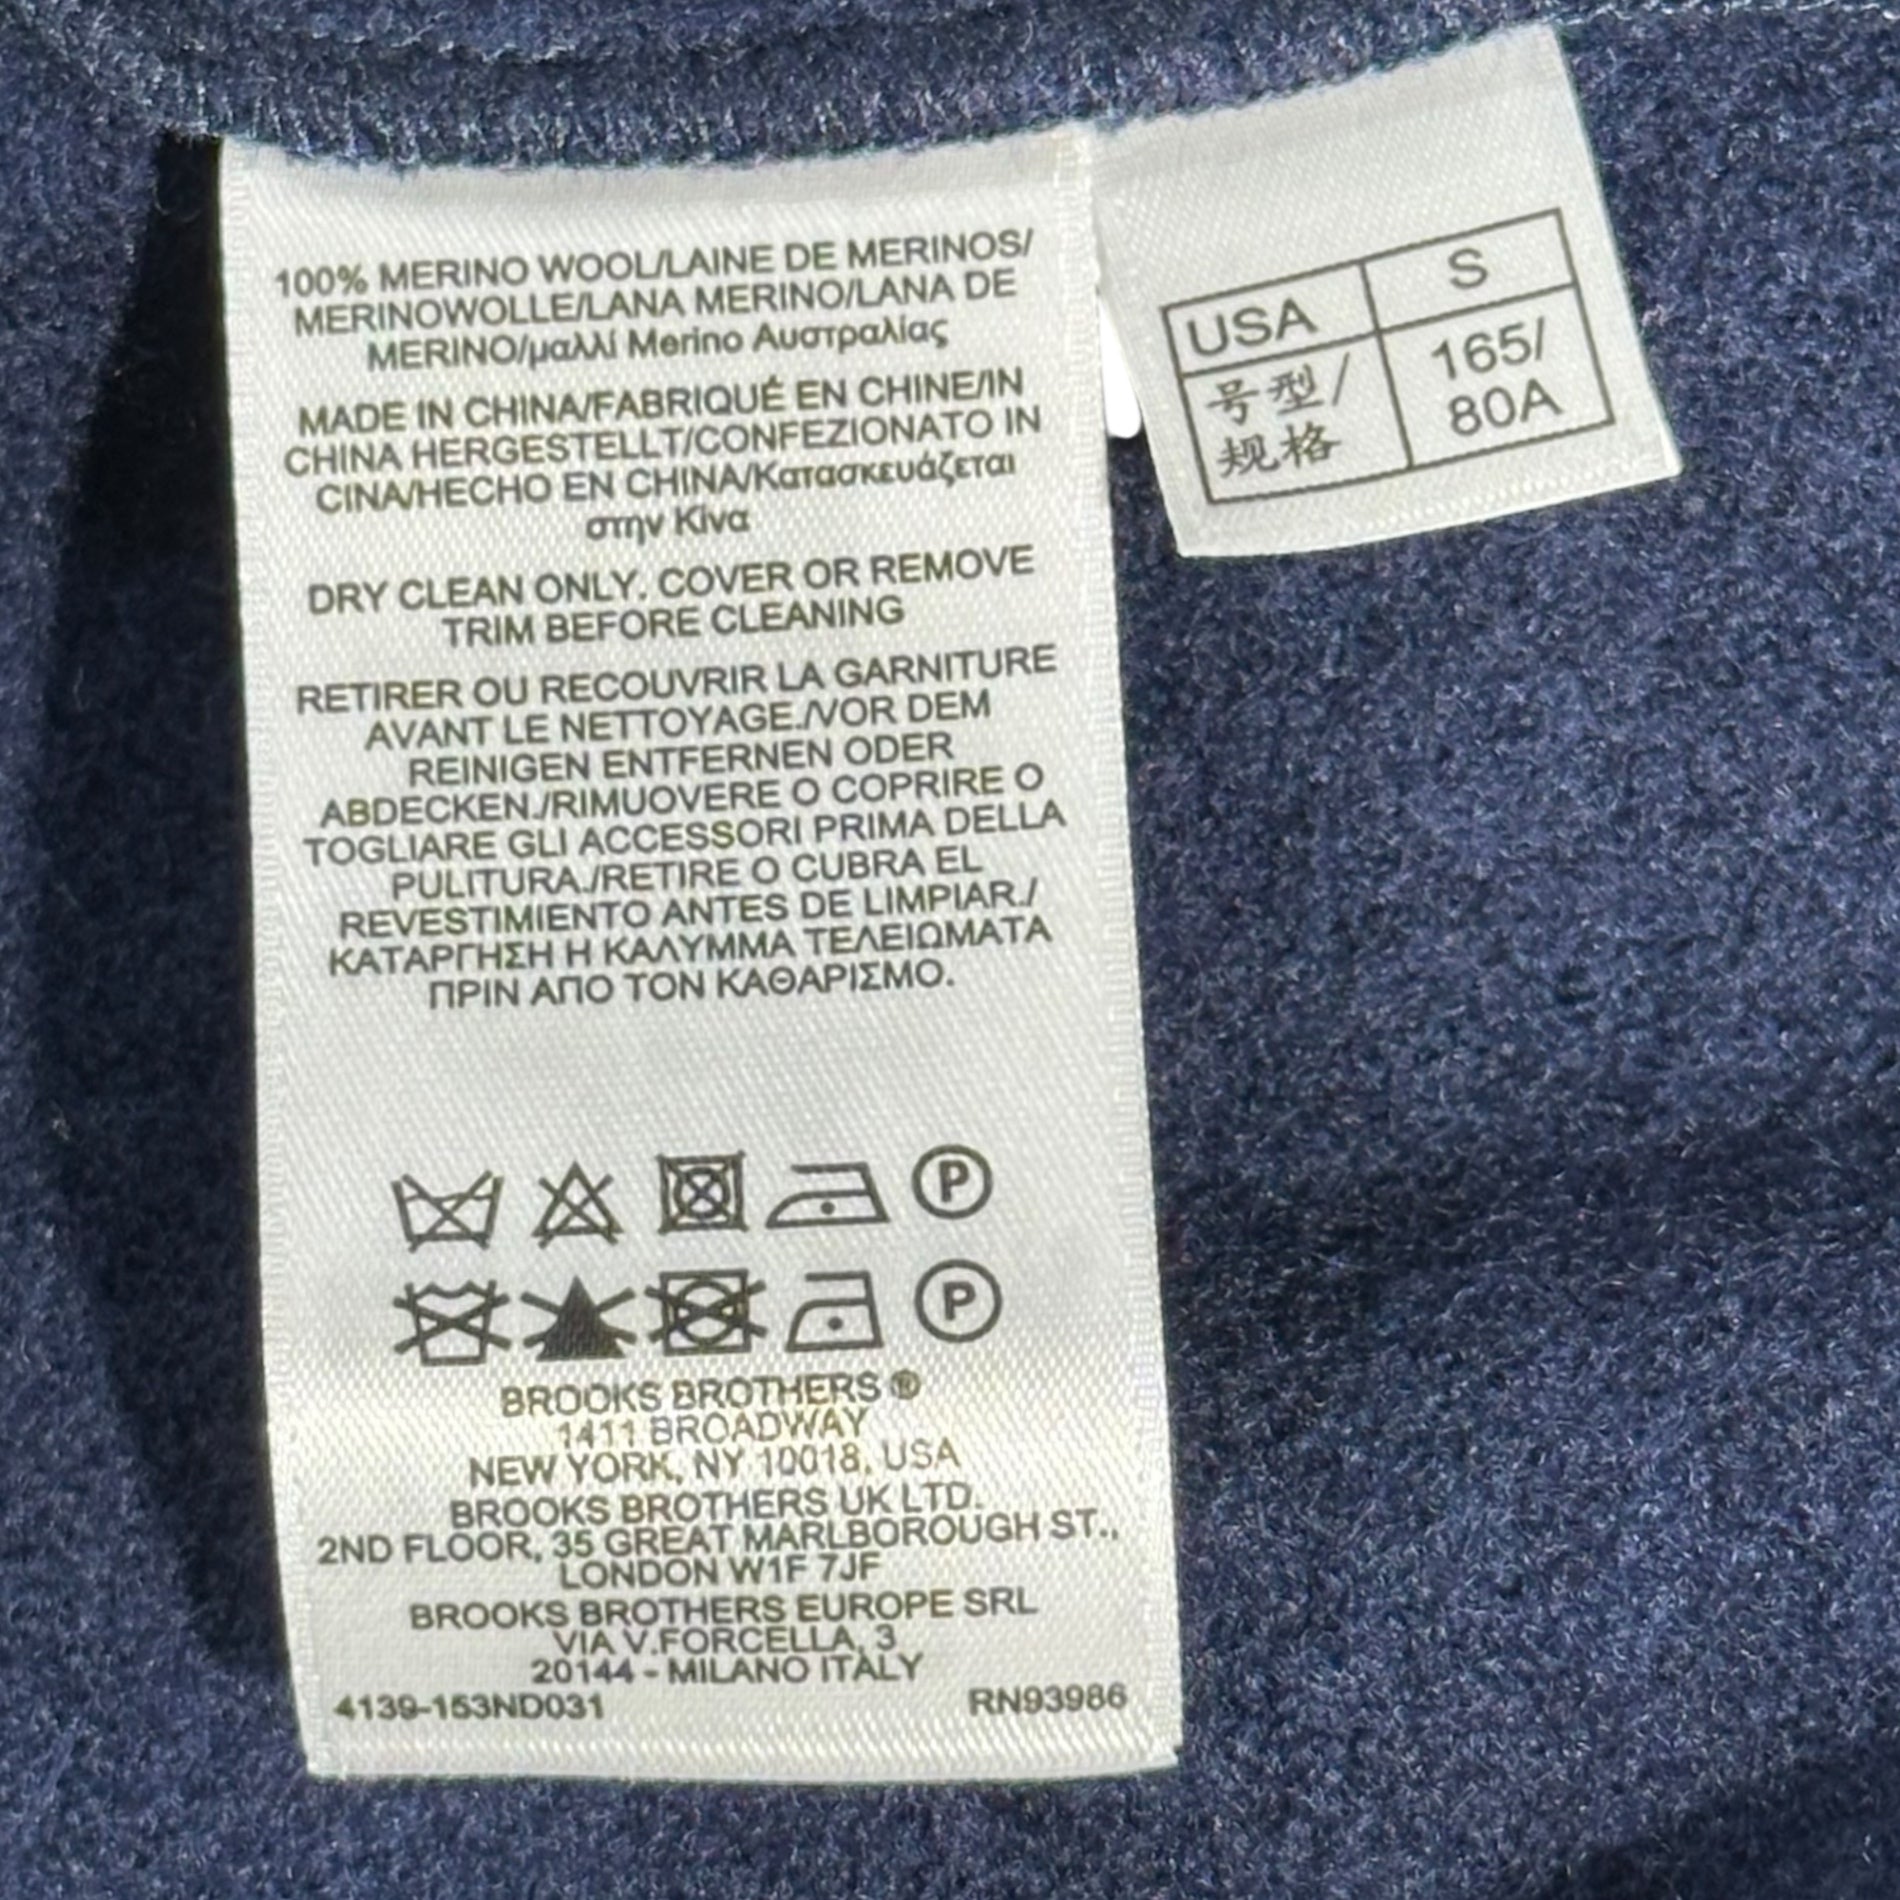 100% MERINO WOOL/LAINE DE MERINOS/
MERINOWOLLE/LANA MERINO/LANA DE
MERINO/μαλλί Merino Αυστραλίας
MADE IN CHINA/FABRIQUÉ EN CHINE/IN
CHINA HERGESTELLT/CONFEZIONATO IN
CINA/HECHO EN CHINA/Κατασκευάζεται
στην Κίνα
DRY CLEAN ONLY. COVER OR REMOVE
TRIM BEFORE CLEANING
RETIRER OU RECOUVRIR LA GARNITURE
AVANT LE NETTOYAGE./VOR DEM
REINIGEN ENTFERNEN ODER
ABDECKEN./RIMUOVERE O COPRIRE O
TOGLIARE GLI ACCESSORI PRIMA DELLA
PULITURA./RETIRE O CUBRA EL
REVESTIMIENTO ANTES DE LIMPIAR./
ΚΑΤΑΡΓΗΣΗ Η ΚΑΛΥΜΜΑ ΤΕΛΕΙΩΜΑΤΑ
ΠΡΙΝ ΑΠΟ ΤΟΝ ΚΑΘΑΡΙΣΜΟ.
P
P
BROOKS BROTHERS ®
1411 BROADWAY
NEW YORK, NY 10018, USA
BROOKS BROTHERS UK LTD.
2ND FLOOR, 35 GREAT MARLBOROUGH ST.,
LONDON W1F 7JF
BROOKS BROTHERS EUROPE SRL
VIA V.FORCELLA, 3
20144 - MILANO ITALY
4139-153ND031 RN93986
USA S
号型/ 165/
规格 80A